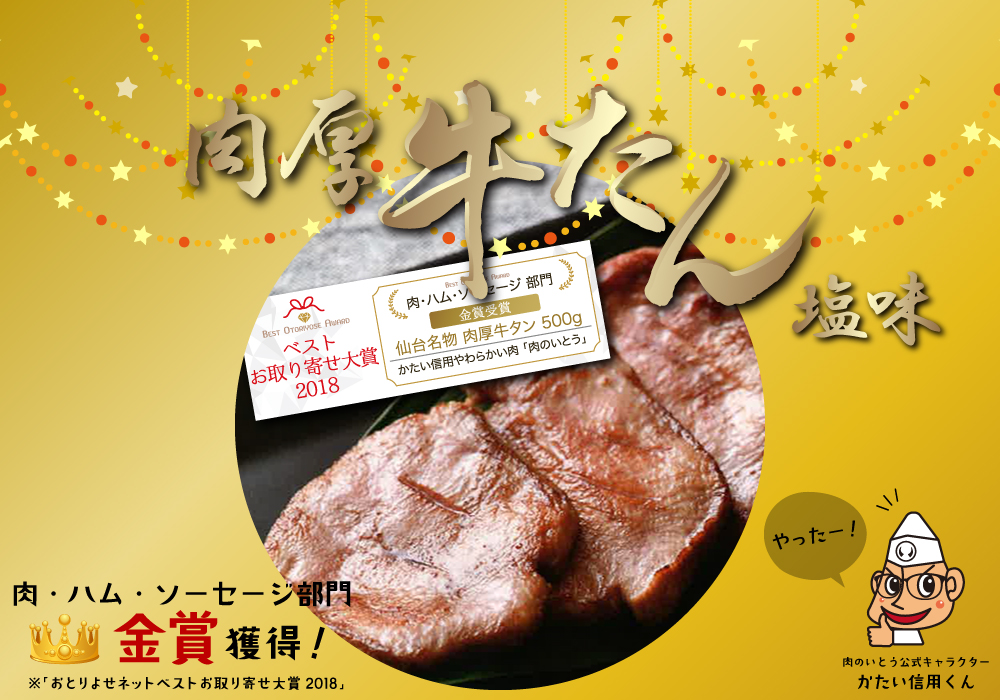 肉厚牛たん
塩味
BEST OTORIYOSE AWARD
ベスト
お取り寄せ大賞
2018
BEST OTORIYOSE AWARD
肉・ハム・ソーセージ 部門
金賞受賞
仙台名物 肉厚牛タン 500g
かたい信用やわらかい肉「肉のいとう」
やったー!
肉・ハム・ソーセージ部門
金賞獲得!
※「おとりよせネットベストお取り寄せ大賞 2018」
肉のいとう公式キャラクター
かたい信用くん